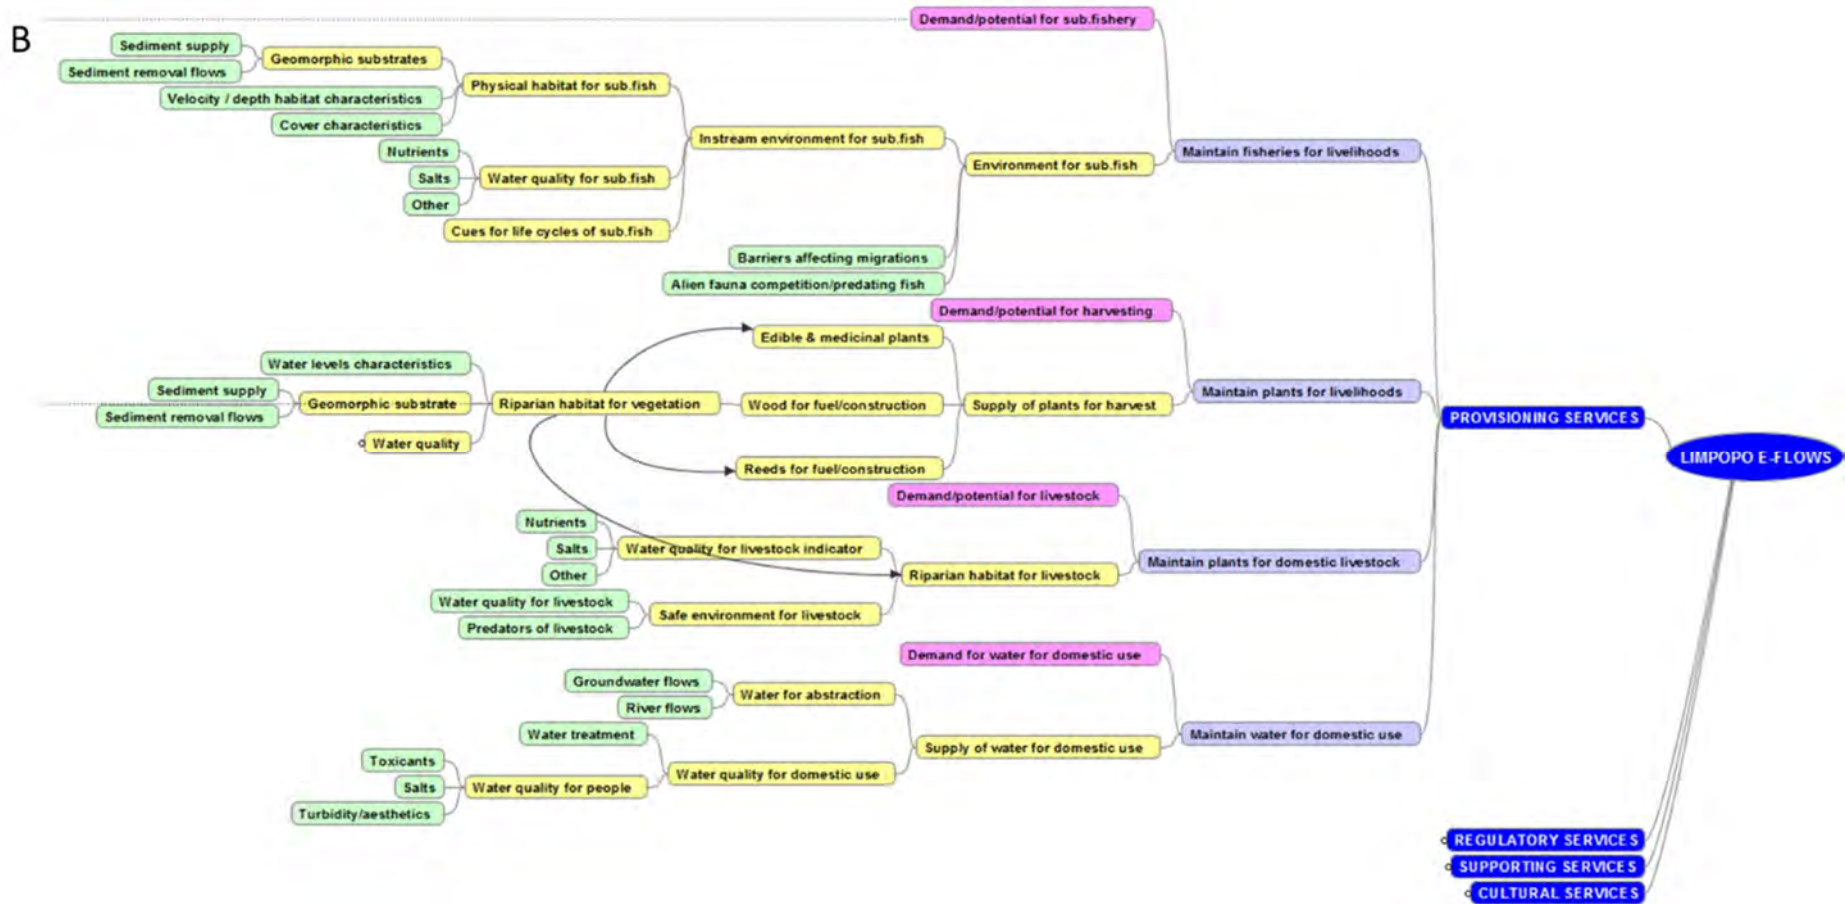 B
Demand/potential for sub.fishery
Sediment supply
Geomorphic substrates
Sediment removal flows
Physical habitat for sub.fish
Velocity / depth habitat characteristics
Cover characteristics
Instream environment for sub.fish
Nutrients
Maintain fisheries for livelihoods
Environment for sub.fish
Salts
Water quality for sub.fish
Other
Cues for life cycles of sub.fish
Barriers affecting migrations
Alien fauna competition/predating fish
Demand/potential for harvesting
Edible & medicinal plants
Water levels characteristics
Sediment supply
Maintain plants for livelihoods
Geomorphic substrate
Riparian habitat for vegetation
Wood for fuel/construction
Supply of plants for harvest
Sediment removal flows
PROVISIONING SERVICES
Water quality
LIMPOPO E-FLOWS
Reeds for fuel/construction
Demand/potential for livestock
Nutrients
Salts
Water quality for livestock indicator
Maintain plants for domestic livestock
Other
Riparian habitat for livestock
Water quality for livestock
Safe environment for livestock
Predators of livestock
Demand for water for domestic use
Groundwater flows
Water for abstraction
River flows
Water treatment
Maintain water for domestic use
Supply of water for domestic use
Toxicants
Water quality for domestic use
Salts
Water quality for people
Turbidity/aesthetics
REGULATORY SERVICES
SUPPORTING SERVICES
CULTURAL SERVICES